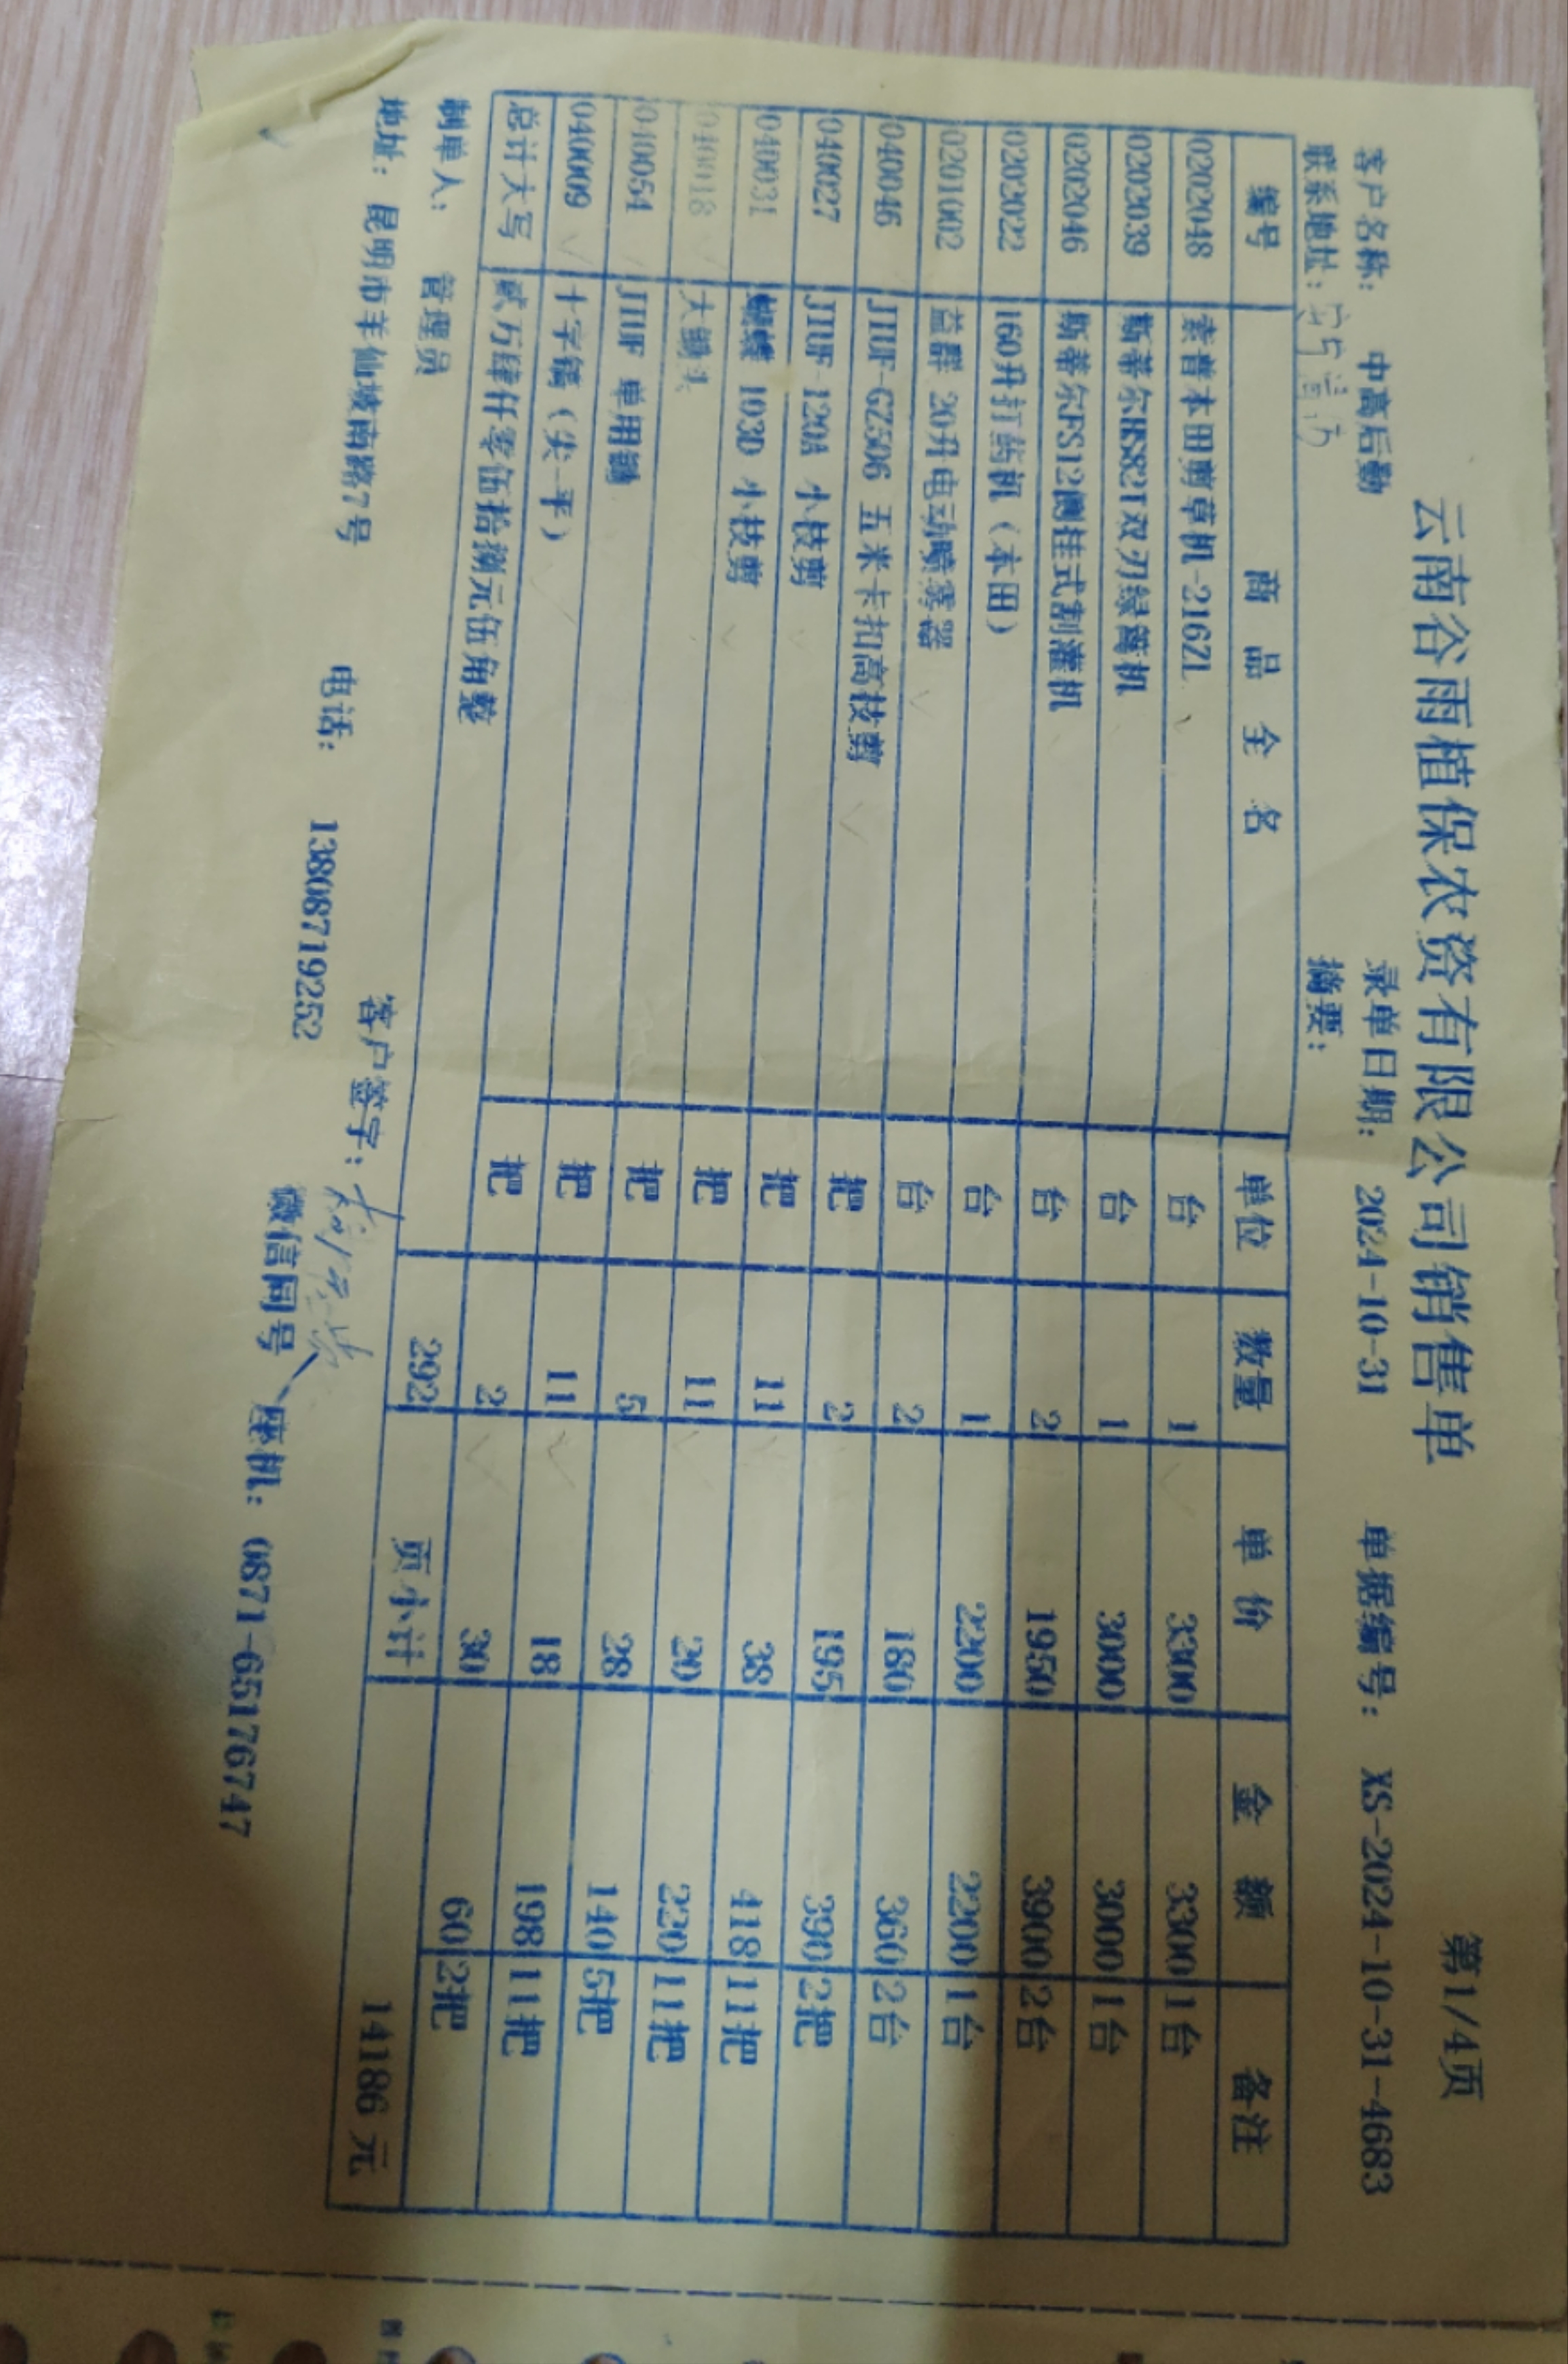 云南谷雨植保农资有限公司销售单 第1/4页
客户名称: 中高后勤 录单日期: 2024-10-31 单据编号: XS-2024-10-31-4683
联系地址: 摘要:
编号 商品全名 单位 数量 单价 金额 备注
0202048 索普本田剪草机-216ZL 台 1 3300 3300 1台
0202039 斯蒂尔HS82T双刃绿篱机 台 1 3000 3000 1台
0202046 斯蒂尔FS12侧挂式割灌机 台 2 1950 3900 2台
0202022 160升打药机(本田) 台 1 2200 2200 1台
0201002 益群 20升电动喷雾器 台 2 180 360 2台
040046 JIUF-GZ506 五米卡扣高枝剪 把 2 195 390 2把
040027 JIUF-120A 小枝剪 把 11 38 418 11把
040031 蝴蝶 103D 小枝剪 把 11 20 220 11把
040018 大锄头 把 5 28 140 5把
040054 JIUF 单用锄 把 11 18 198 11把
040009 十字镐(尖-平) 把 2 30 60 2把
总计大写 贰万肆仟零伍拾捌元伍角整 292 页小计 14186 元
制单人: 管理员 客户签字:
地址: 昆明市羊仙坡南路7号 电话: 13808719252 微信同号、座机: 0871-65176747